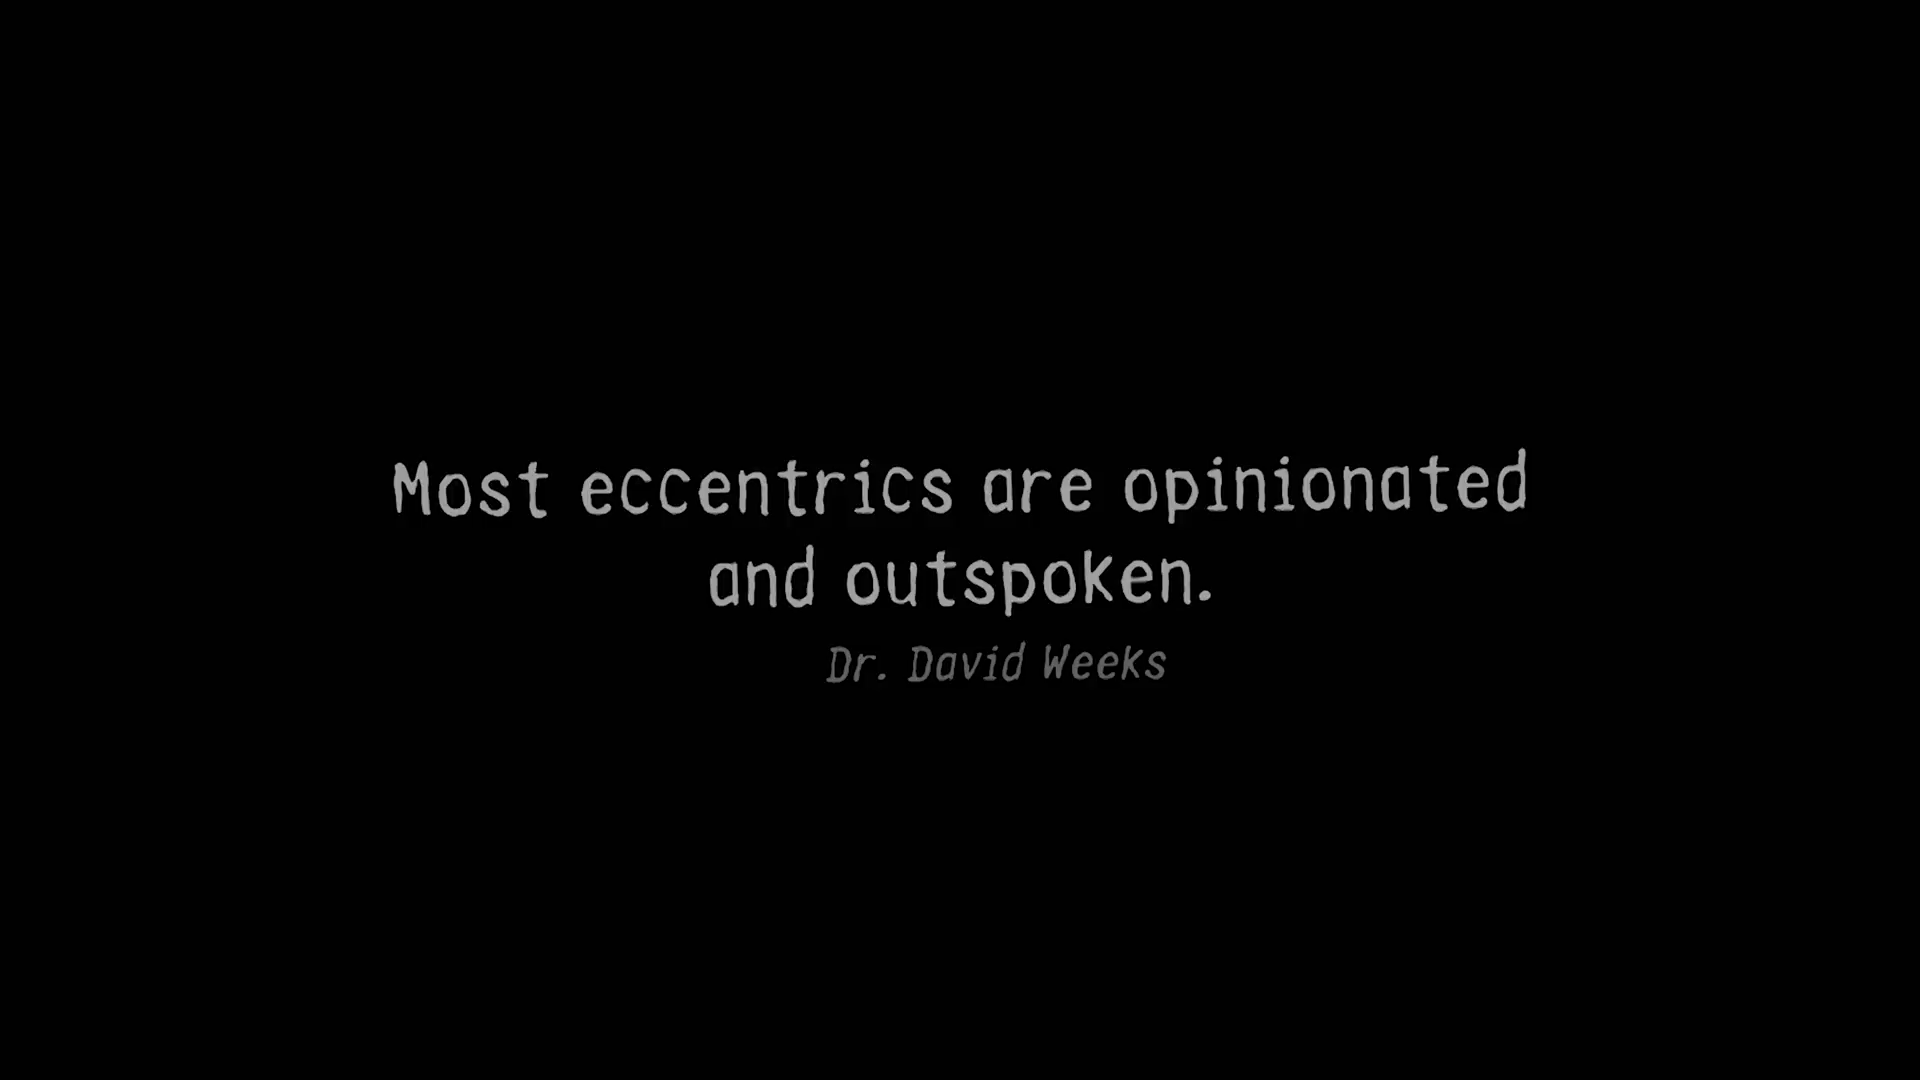 Most eccentrics are opinionated
and outspoken.
Dr. David Weeks